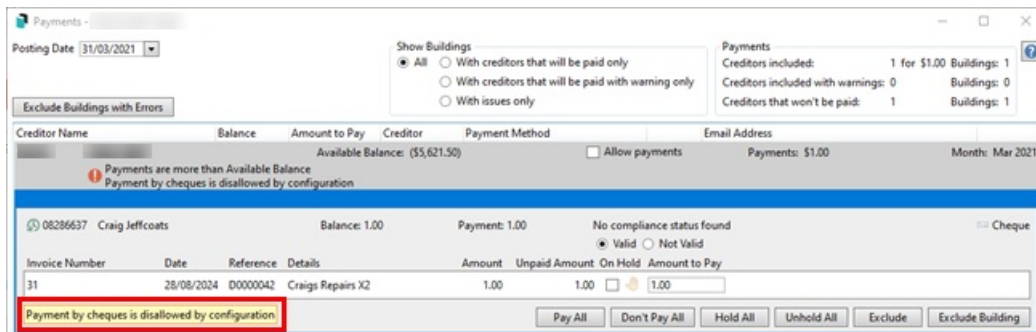 Payments -
Posting Date 31/03/2021
Show Buildings
All
With creditors that will be paid only
With creditors that will be paid with warning only
With issues only
Payments
Creditors included: 1 for $1.00 Buildings: 1
Creditors included with warnings: 0 Buildings: 0
Creditors that won't be paid: 1 Buildings: 1
?
Exclude Buildings with Errors
Creditor Name Balance Amount to Pay Creditor Payment Method Email Address
Available Balance: ($5,621.50) Allow payments Payments: $1.00 Month: Mar 2021
Payments are more than Available Balance
Payment by cheques is disallowed by configuration
08286637 Craig Jeffcoats Balance: 1.00 Payment: 1.00 No compliance status found Cheque
Valid Not Valid
Invoice Number Date Reference Details Amount Unpaid Amount On Hold Amount to Pay
31 28/08/2024 D0000042 Craigs Repairs X2 1.00 1.00 1.00
Payment by cheques is disallowed by configuration
Pay All Don't Pay All Hold All Unhold All Exclude Exclude Building